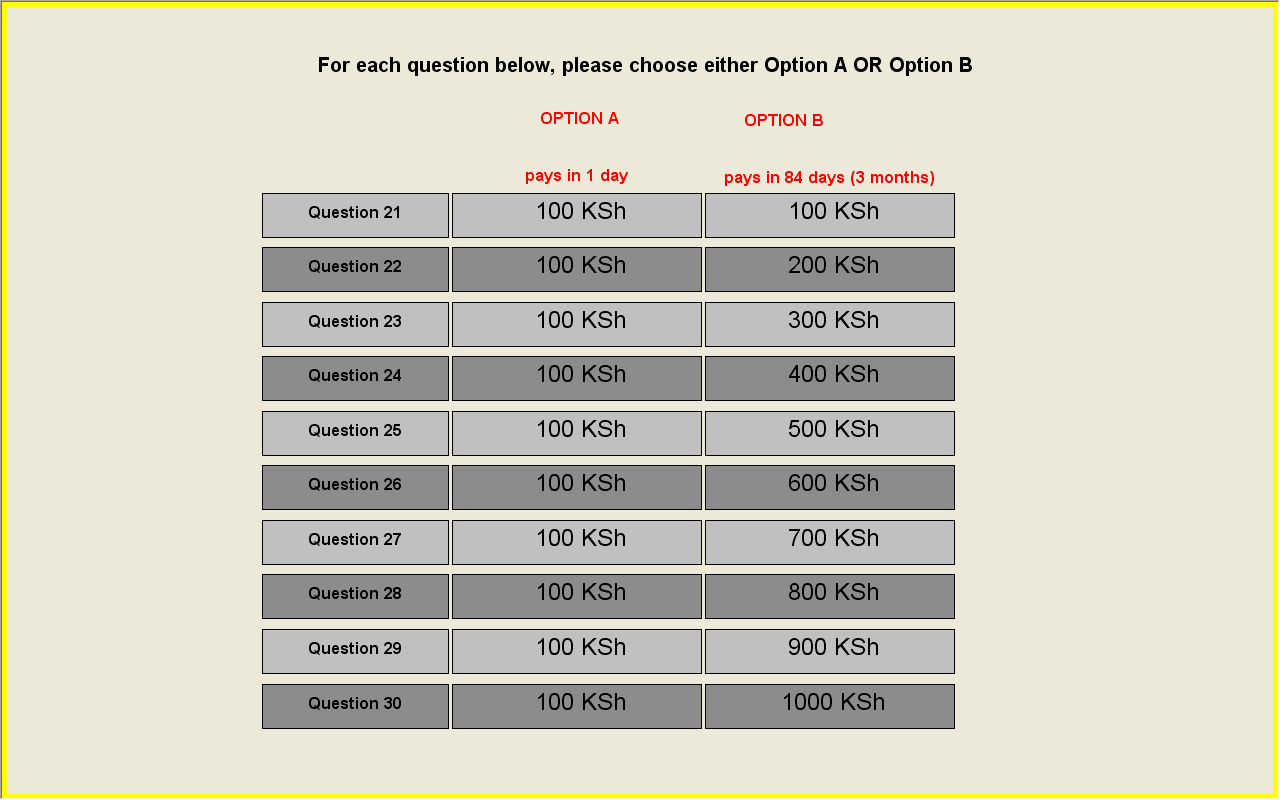 For each question below, please choose either Option A OR Option B
OPTION A OPTION B
pays in 1 day pays in 84 days (3 months)
Question 21 100 KSh 100 KSh
Question 22 100 KSh 200 KSh
Question 23 100 KSh 300 KSh
Question 24 100 KSh 400 KSh
Question 25 100 KSh 500 KSh
Question 26 100 KSh 600 KSh
Question 27 100 KSh 700 KSh
Question 28 100 KSh 800 KSh
Question 29 100 KSh 900 KSh
Question 30 100 KSh 1000 KSh